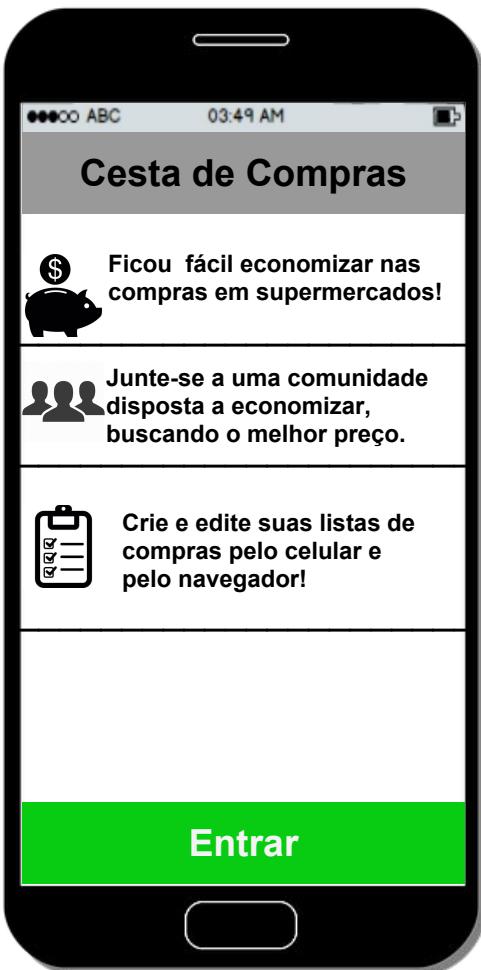 ABC 03:49 AM
Cesta de Compras
$
Ficou  fácil economizar nas
compras em supermercados!
Junte-se a uma comunidade
disposta a economizar,
buscando o melhor preço.
Crie e edite suas listas de
compras pelo celular e
pelo navegador!
Entrar